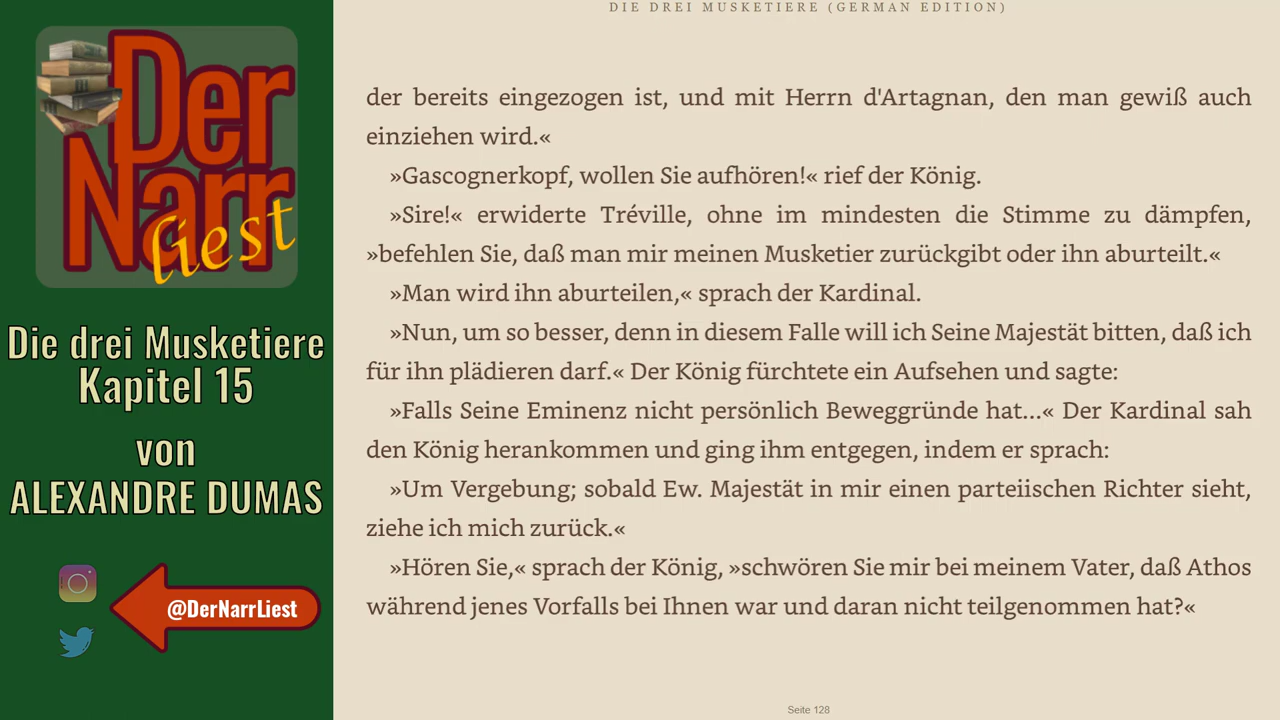 Der
Narr
liest
Die drei Musketiere
Kapitel 15
von
ALEXANDRE DUMAS
@DerNarrLiest
DIE DREI MUSKETIERE (GERMAN EDITION)
der bereits eingezogen ist, und mit Herrn d'Artagnan, den man gewiß auch
einziehen wird.«
»Gascognerkopf, wollen Sie aufhören!« rief der König.
»Sire!« erwiderte Tréville, ohne im mindesten die Stimme zu dämpfen,
»befehlen Sie, daß man mir meinen Musketier zurückgibt oder ihn aburteilt.«
»Man wird ihn aburteilen,« sprach der Kardinal.
»Nun, um so besser, denn in diesem Falle will ich Seine Majestät bitten, daß ich
für ihn plädieren darf.« Der König fürchtete ein Aufsehen und sagte:
»Falls Seine Eminenz nicht persönlich Beweggründe hat...« Der Kardinal sah
den König herankommen und ging ihm entgegen, indem er sprach:
»Um Vergebung; sobald Ew. Majestät in mir einen parteiischen Richter sieht,
ziehe ich mich zurück.«
»Hören Sie,« sprach der König, »schwören Sie mir bei meinem Vater, daß Athos
während jenes Vorfalls bei Ihnen war und daran nicht teilgenommen hat?«
Seite 128